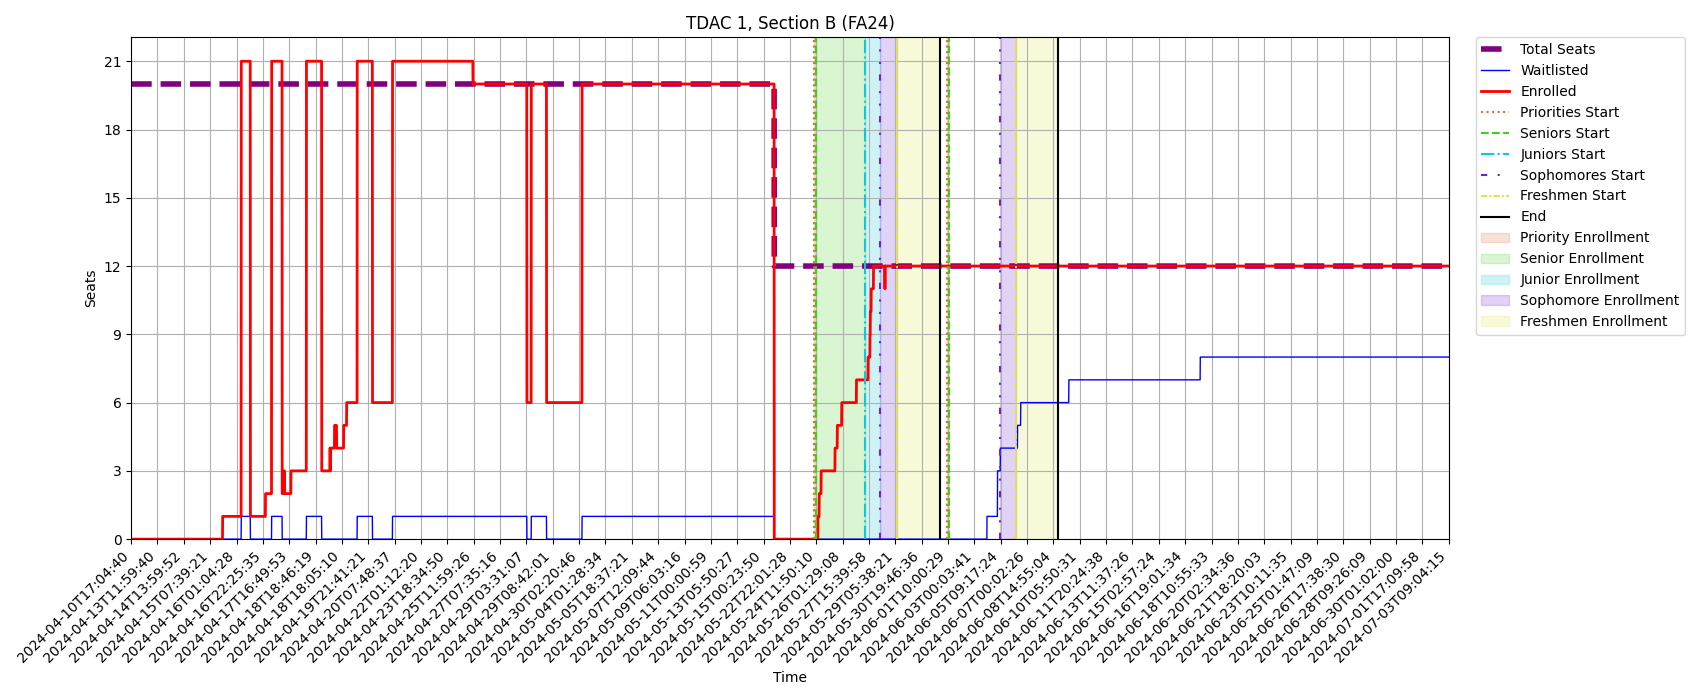 TDAC 1, Section B (FA24)
Seats
21
18
15
12
9
6
3
0
2024-04-10T17:04:40
2024-04-13T11:59:40
2024-04-14T13:59:52
2024-04-15T07:39:21
2024-04-16T01:04:28
2024-04-16T22:25:35
2024-04-17T16:49:53
2024-04-18T18:46:19
2024-04-18T18:05:10
2024-04-19T21:41:21
2024-04-20T07:48:37
2024-04-22T01:12:20
2024-04-23T18:34:50
2024-04-25T11:59:26
2024-04-27T07:35:16
2024-04-29T03:31:07
2024-04-29T08:42:01
2024-04-30T02:20:46
2024-05-04T01:28:34
2024-05-05T18:37:21
2024-05-07T12:09:44
2024-05-09T06:03:16
2024-05-11T00:00:59
2024-05-13T05:50:27
2024-05-15T00:23:50
2024-05-22T22:01:28
2024-05-24T11:50:10
2024-05-26T01:29:08
2024-05-27T15:39:58
2024-05-29T05:38:21
2024-05-30T19:46:36
2024-06-01T10:00:29
2024-06-03T00:03:41
2024-06-05T09:17:24
2024-06-07T00:02:26
2024-06-08T14:55:04
2024-06-10T05:50:31
2024-06-11T20:24:38
2024-06-13T11:37:26
2024-06-15T02:57:24
2024-06-16T19:01:34
2024-06-18T10:55:33
2024-06-20T02:34:36
2024-06-21T18:20:03
2024-06-23T10:11:35
2024-06-25T01:47:09
2024-06-26T17:38:30
2024-06-28T09:26:09
2024-06-30T01:02:00
2024-07-01T17:09:58
2024-07-03T09:04:15
Time
Total Seats
Waitlisted
Enrolled
Priorities Start
Seniors Start
Juniors Start
Sophomores Start
Freshmen Start
End
Priority Enrollment
Senior Enrollment
Junior Enrollment
Sophomore Enrollment
Freshmen Enrollment